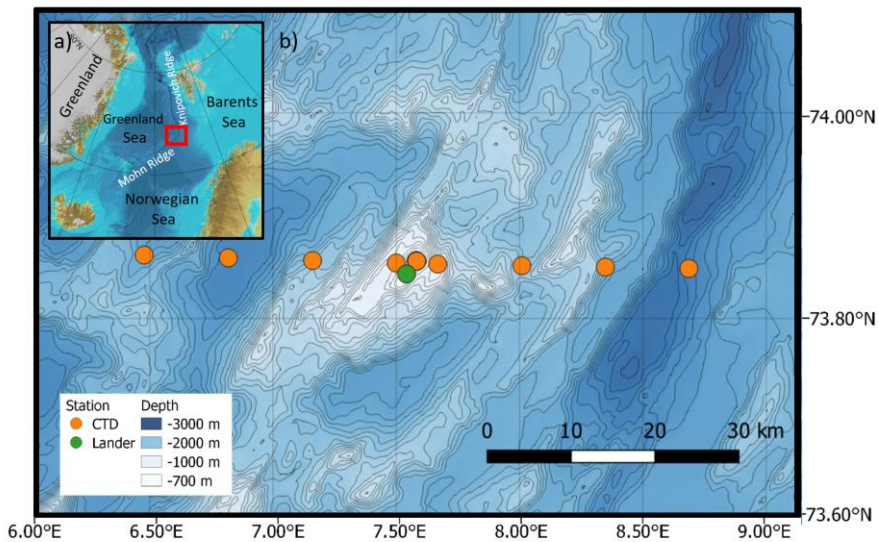 a)
b)
N.08
Greenland
Knipovich Ridge
Barents
Sea
Greenland
Sea
Mohn Ridge
Norwegian
Sea
74.00°N
73.80°N
73.60°N
Station
CTD
Lander
Depth
-3000 m
-2000 m
-1000 m
-700 m
0 10 20 30 km
6.00°E 6.50°E 7.00°E 7.50°E 8.00°E 8.50°E 9.00°E